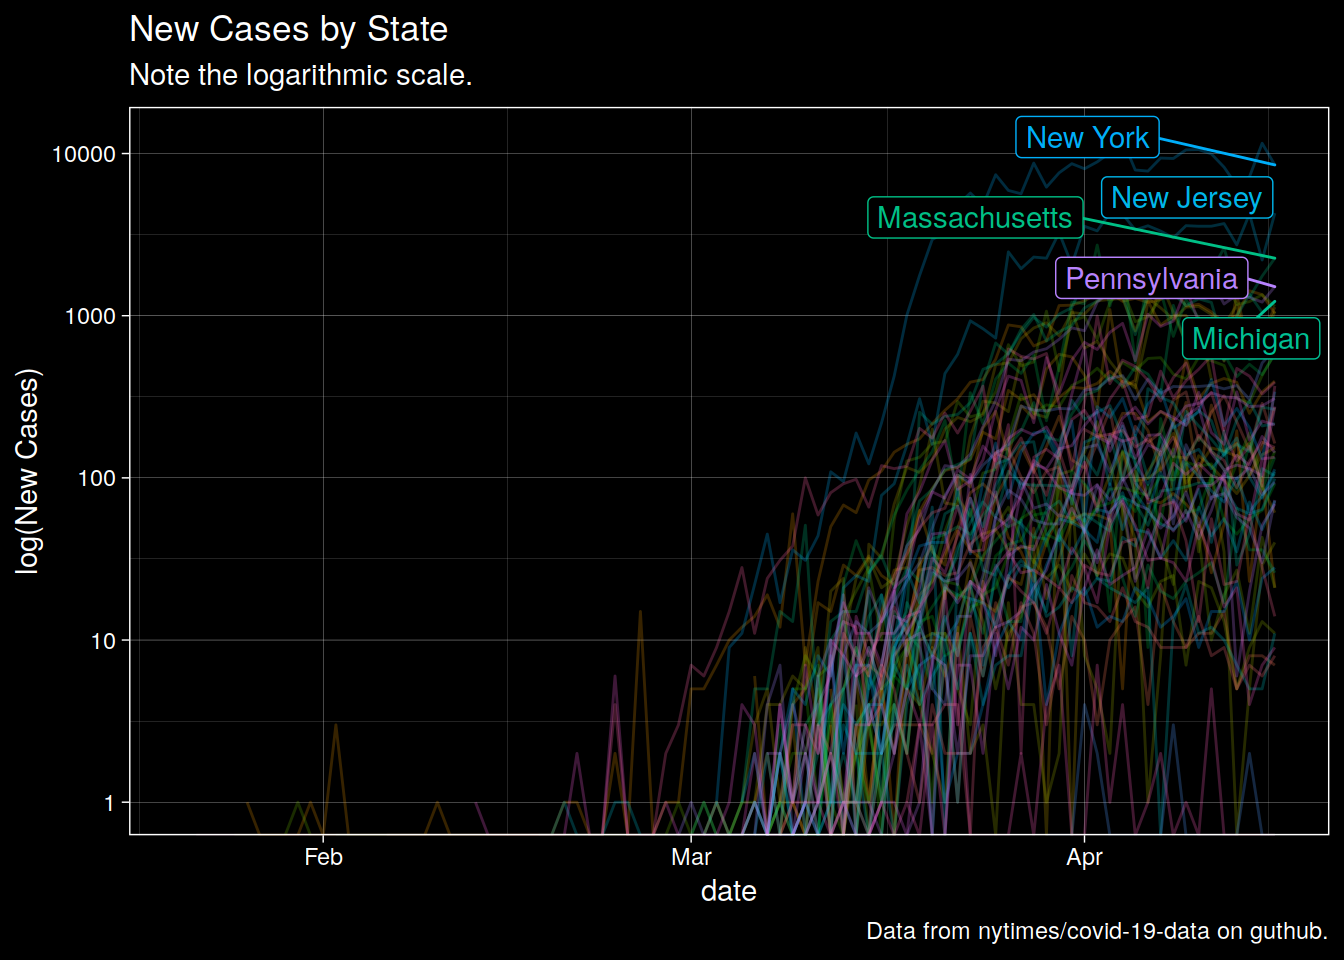 New Cases by State
Note the logarithmic scale.
log(New Cases)
10000
1000
100
10
1
New York
New Jersey
Massachusetts
Pennsylvania
Michigan
Feb
Mar
Apr
date
Data from nytimes/covid-19-data on guthub.